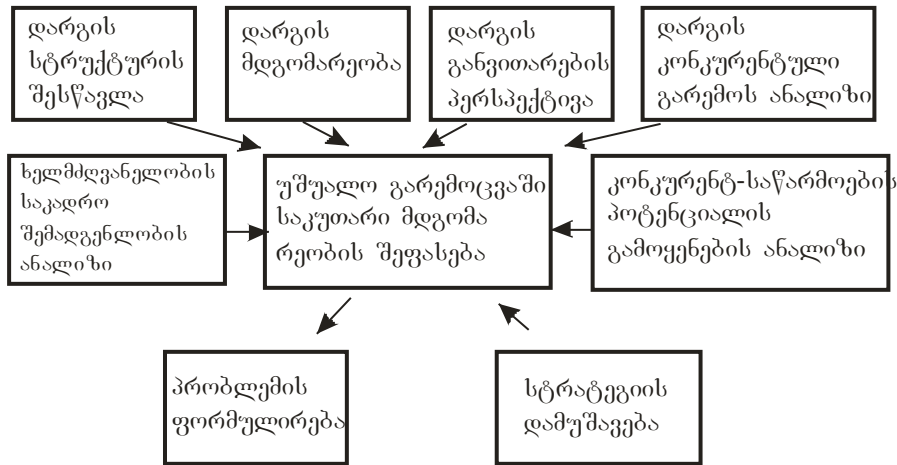 დარგის
სტრუქტურის
შესწავლა
დარგის
მდგომარეობა
დარგის
განვითარების
პერსპექტივა
დარგის
კონკურენტული
გარემოს ანალიზი
ხელმძღვანელობის
საკადრო
შემადგენლობის
ანალიზი
უშუალო გარემოცვაში
საკუთარი მდგომა
რეობის შეფასება
კონკურენტ-საწარმოების
პოტენციალის
გამოყენების ანალიზი
პრობლემის
ფორმულირება
სტრატეგიის
დამუშავება